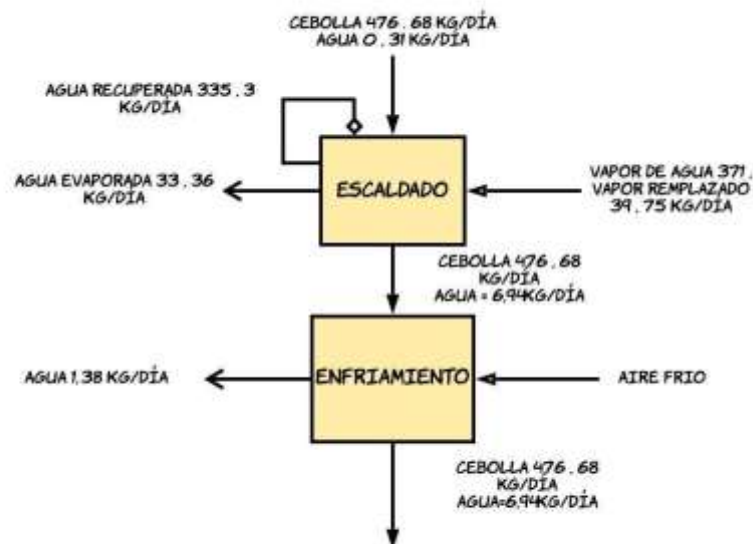 CEBOLLA 476.68 KG/DÍA
AGUA 0.31 KG/DÍA
AGUA RECUPERADA 335.3
KG/DÍA
AGUA EVAPORADA 33.36
KG/DÍA
ESCALDADO
VAPOR DE AGUA 371,
VAPOR REMPLAZADO
39.75 KG/DÍA
CEBOLLA 476.68
KG/DÍA
AGUA = 6,94KG/DÍA
AGUA 1,38 KG/DÍA
ENFRIAMIENTO
AIRE FRIO
CEBOLLA 476.68
KG/DÍA
AGUA=6,94KG/DÍA